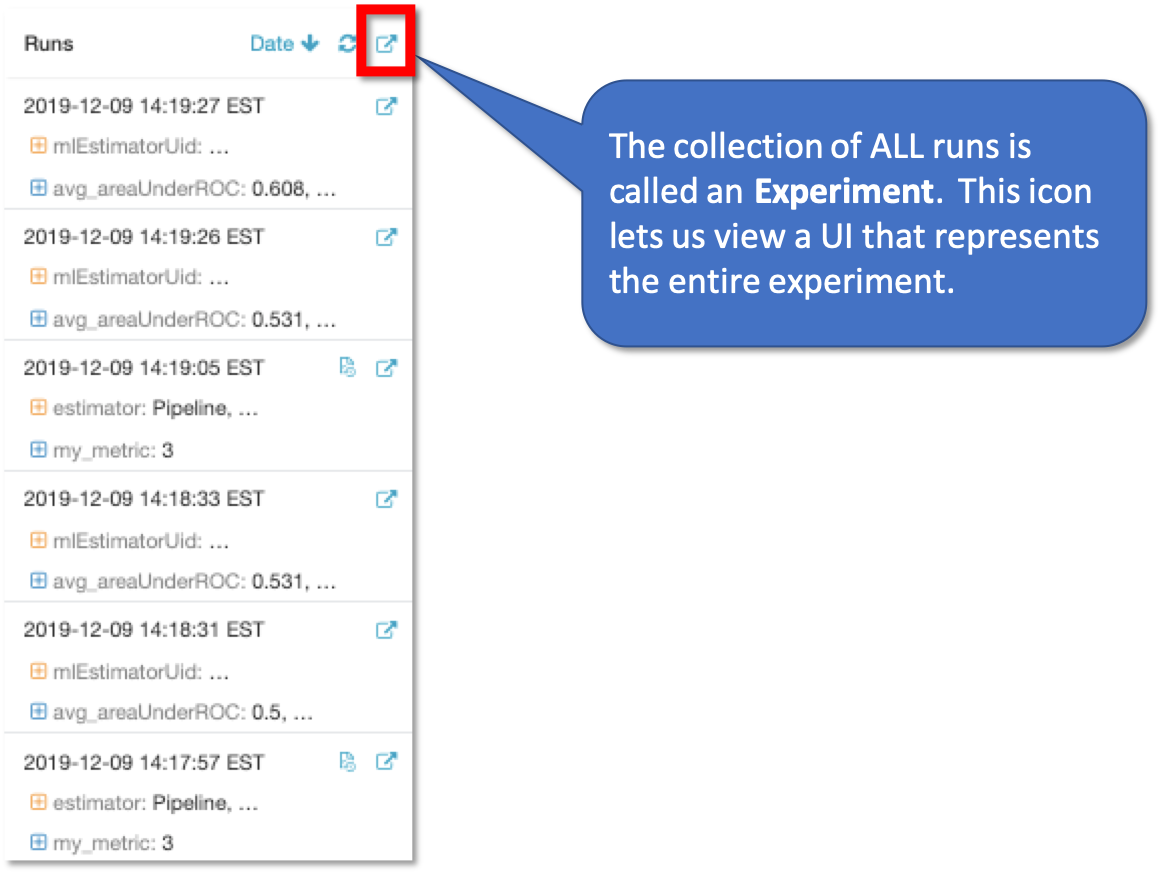 Runs Date
2019-12-09 14:19:27 EST
mlEstimatorUid: ...
avg_areaUnderROC: 0.608, ...
2019-12-09 14:19:26 EST
mlEstimatorUid: ...
avg_areaUnderROC: 0.531, ...
2019-12-09 14:19:05 EST
estimator: Pipeline, ...
my_metric: 3
2019-12-09 14:18:33 EST
mlEstimatorUid: ...
avg_areaUnderROC: 0.531, ...
2019-12-09 14:18:31 EST
mlEstimatorUid: ...
avg_areaUnderROC: 0.5, ...
2019-12-09 14:17:57 EST
estimator: Pipeline, ...
my_metric: 3
The collection of ALL runs is
called an Experiment. This icon
lets us view a UI that represents
the entire experiment.